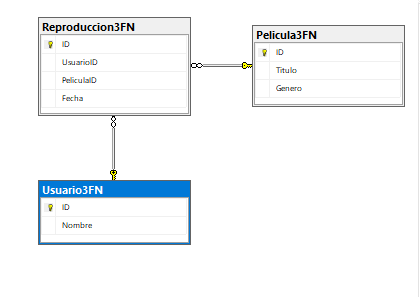 Reproduccion3FN
ID
UsuarioID
PeliculaID
Fecha
Pelicula3FN
ID
Titulo
Genero
Usuario3FN
ID
Nombre